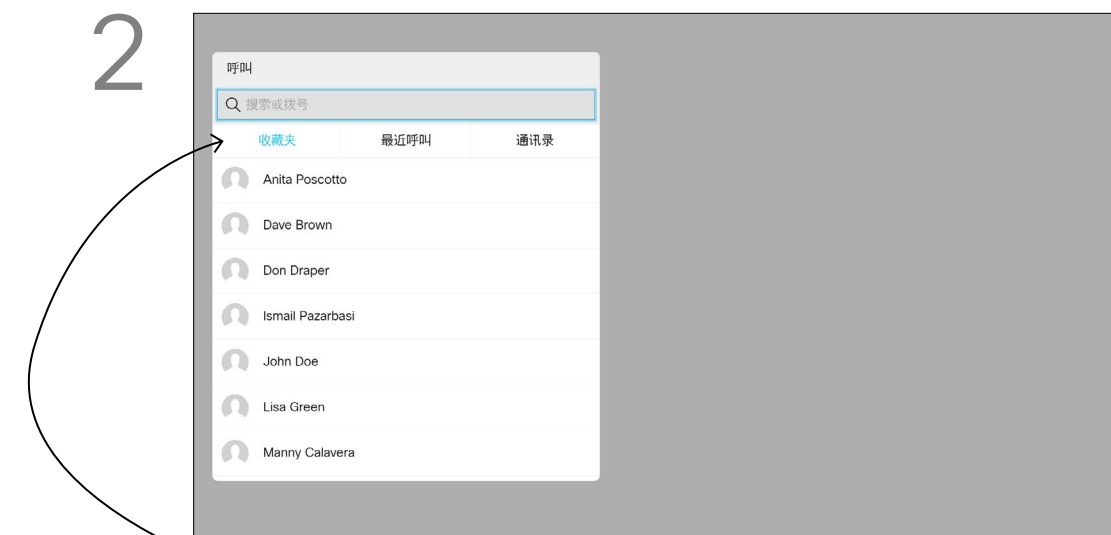 2
呼叫
搜索或拨号
收藏夹 最近呼叫 通讯录
Anita Poscotto
Dave Brown
Don Draper
Ismail Pazarbasi
John Doe
Lisa Green
Manny Calavera